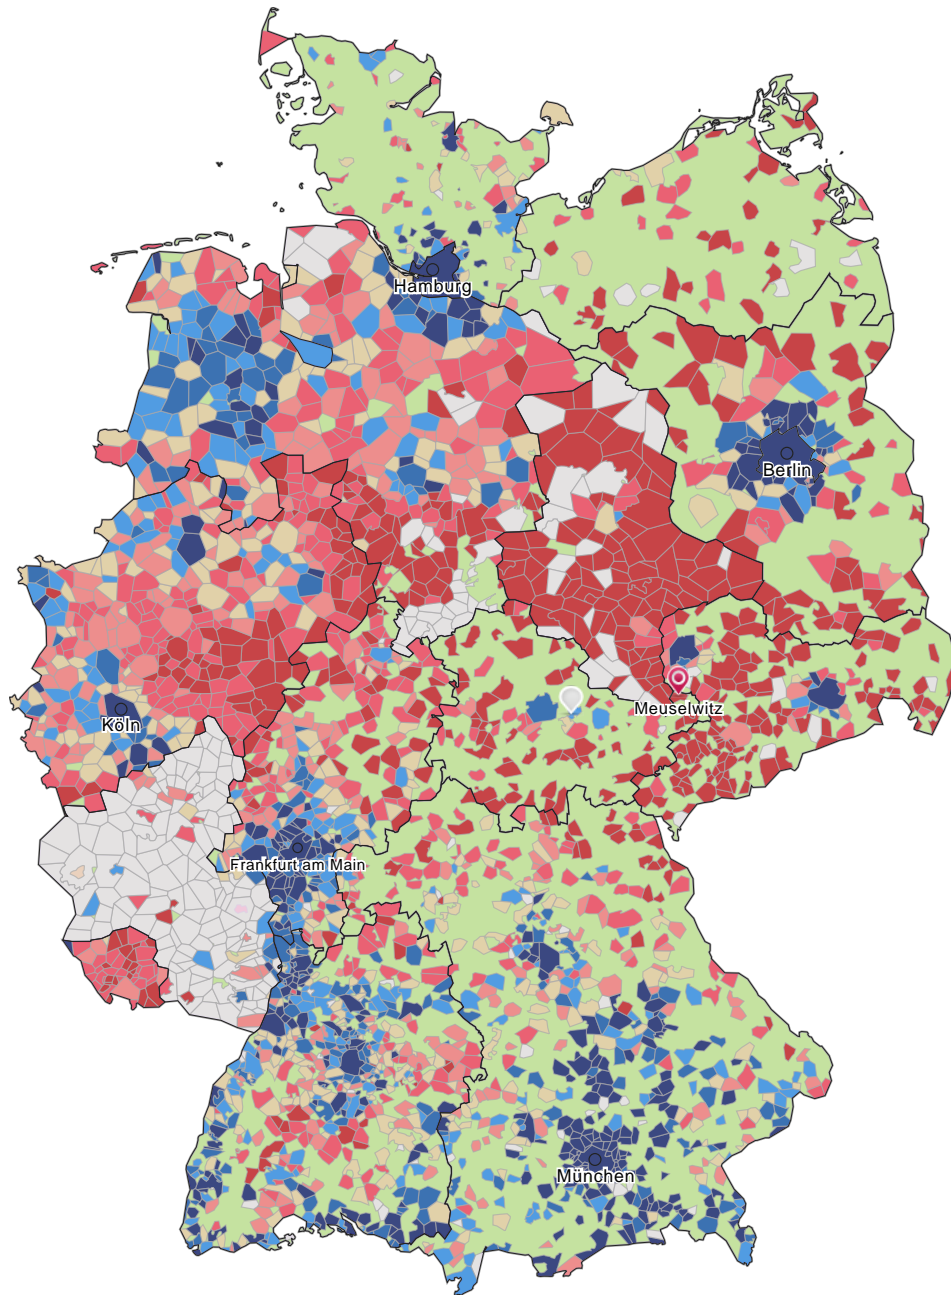 Hamburg
Berlin
Meuselwitz
Köln
Frankfurt am Main
München